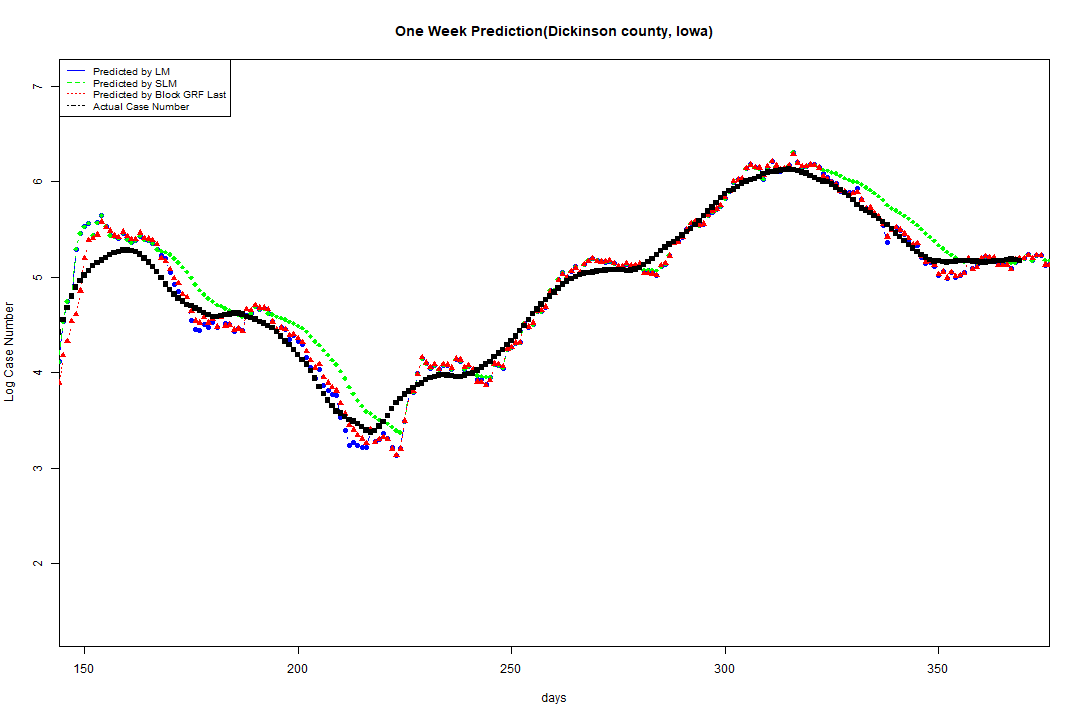 One Week Prediction(Dickinson county, Iowa)
Predicted by LM
Predicted by SLM
Predicted by Block GRF Last
Actual Case Number
7
6
5
4
3
2
Log Case Number
150 200 250 300 350
days